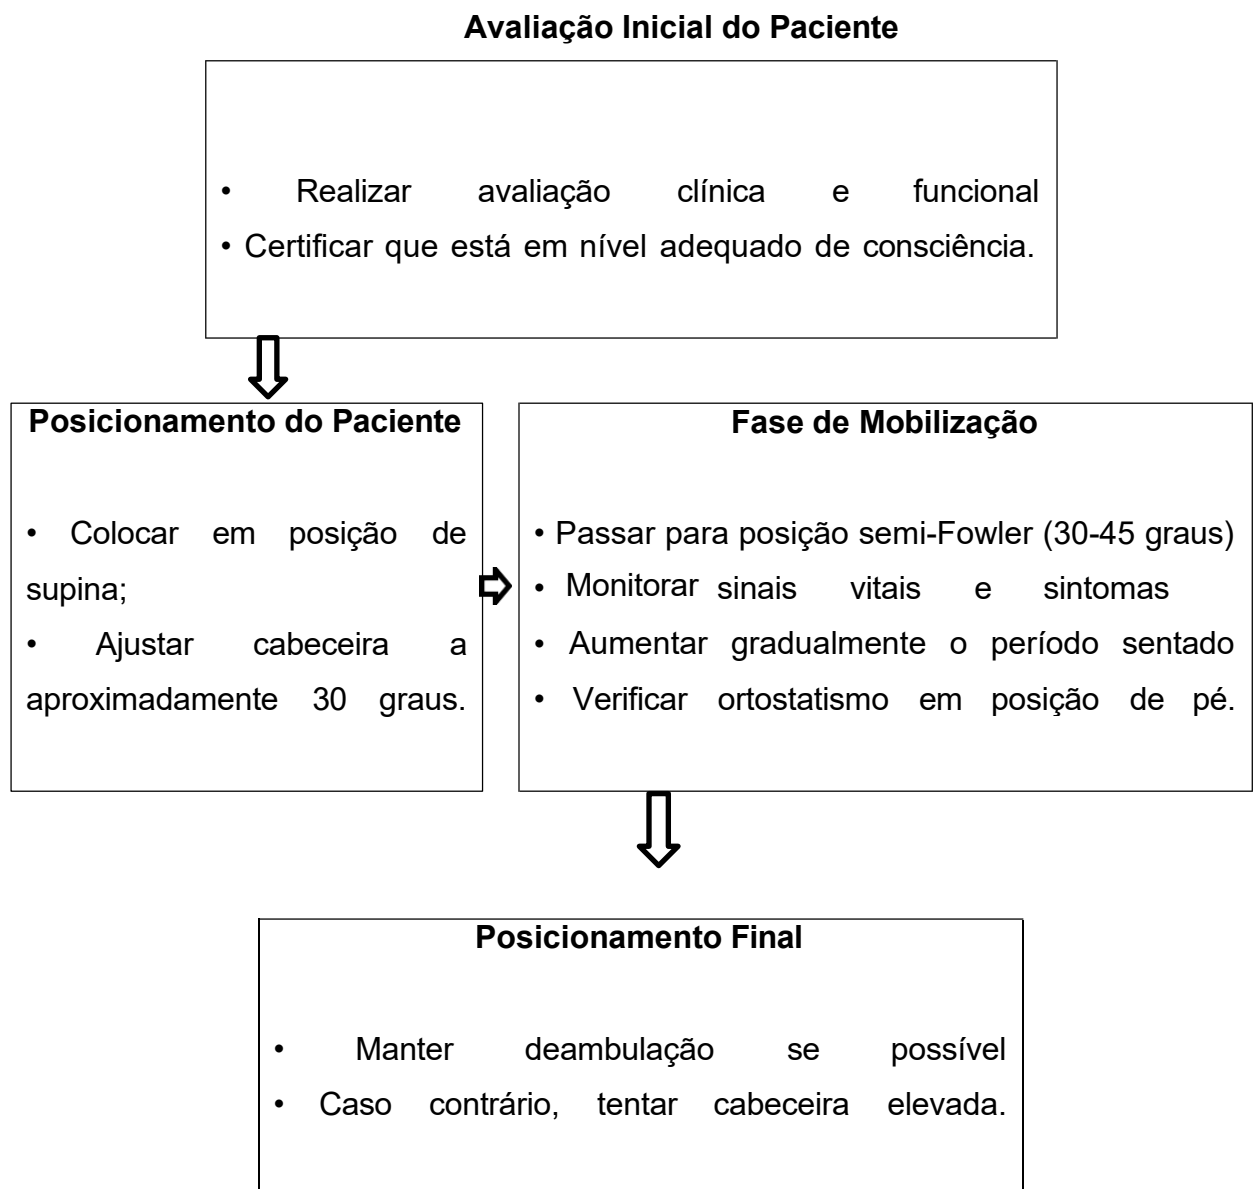 Avaliação Inicial do Paciente
• Realizar avaliação clínica e funcional
• Certificar que está em nível adequado de consciência.
Posicionamento do Paciente
• Colocar em posição de
supina;
• Ajustar cabeceira a
aproximadamente 30 graus.
Fase de Mobilização
• Passar para posição semi-Fowler (30-45 graus)
• Monitorar sinais vitais e sintomas
• Aumentar gradualmente o período sentado
• Verificar ortostatismo em posição de pé.
Posicionamento Final
• Manter deambulação se possível
• Caso contrário, tentar cabeceira elevada.